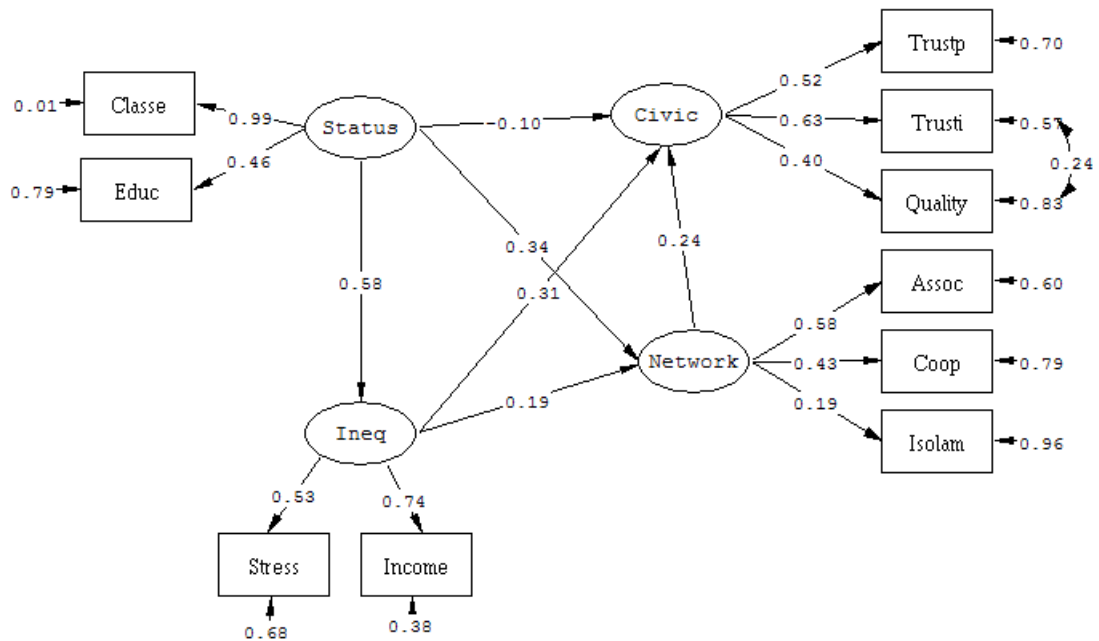 Trustp
0.70
0.52
Classe
0.01
0.99
Status
-0.10
Civic
0.63
Trusti
0.57
0.24
0.46
0.79
Educ
0.40
Quality
0.83
0.34
0.24
0.58
0.31
Assoc
0.60
0.58
Network
0.43
Coop
0.79
0.19
0.19
Ineq
Isolam
0.96
0.53
0.74
Stress
Income
0.68
0.38